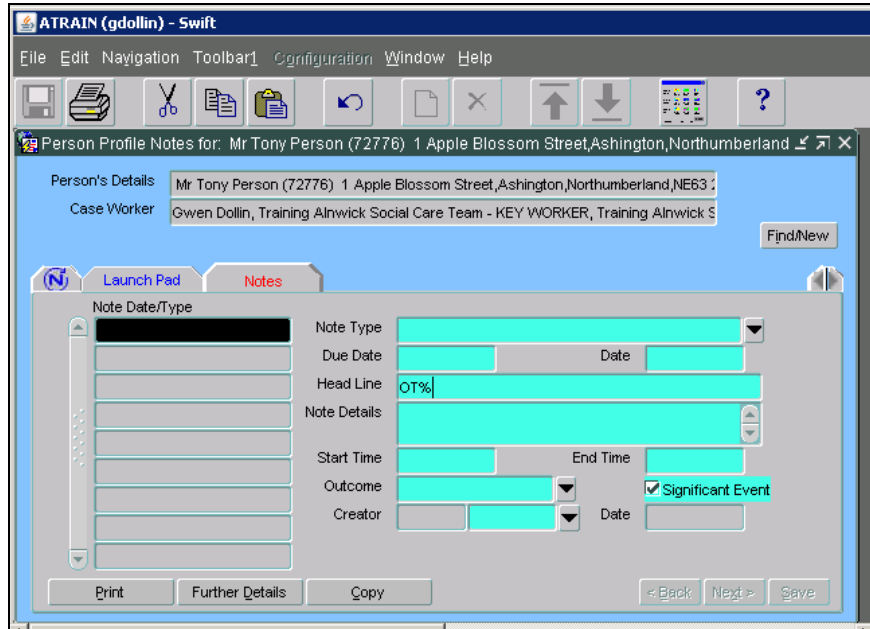 ATRAIN (gdollin) - Swift
File Edit Navigation Toolbar1 Configuration Window Help
?
Person Profile Notes for: Mr Tony Person (72776) 1 Apple Blossom Street,Ashington,Northumberland
Person's Details Mr Tony Person (72776) 1 Apple Blossom Street,Ashington,Northumberland,NE63
Case Worker Gwen Dollin, Training Alnwick Social Care Team - KEY WORKER, Training Alnwick S
Find/New
N Launch Pad Notes
Note Date/Type
Note Type
Due Date Date
Head Line OT%
Note Details
Start Time End Time
Outcome Significant Event
Creator Date
Print Further Details Copy < Back Next > Save